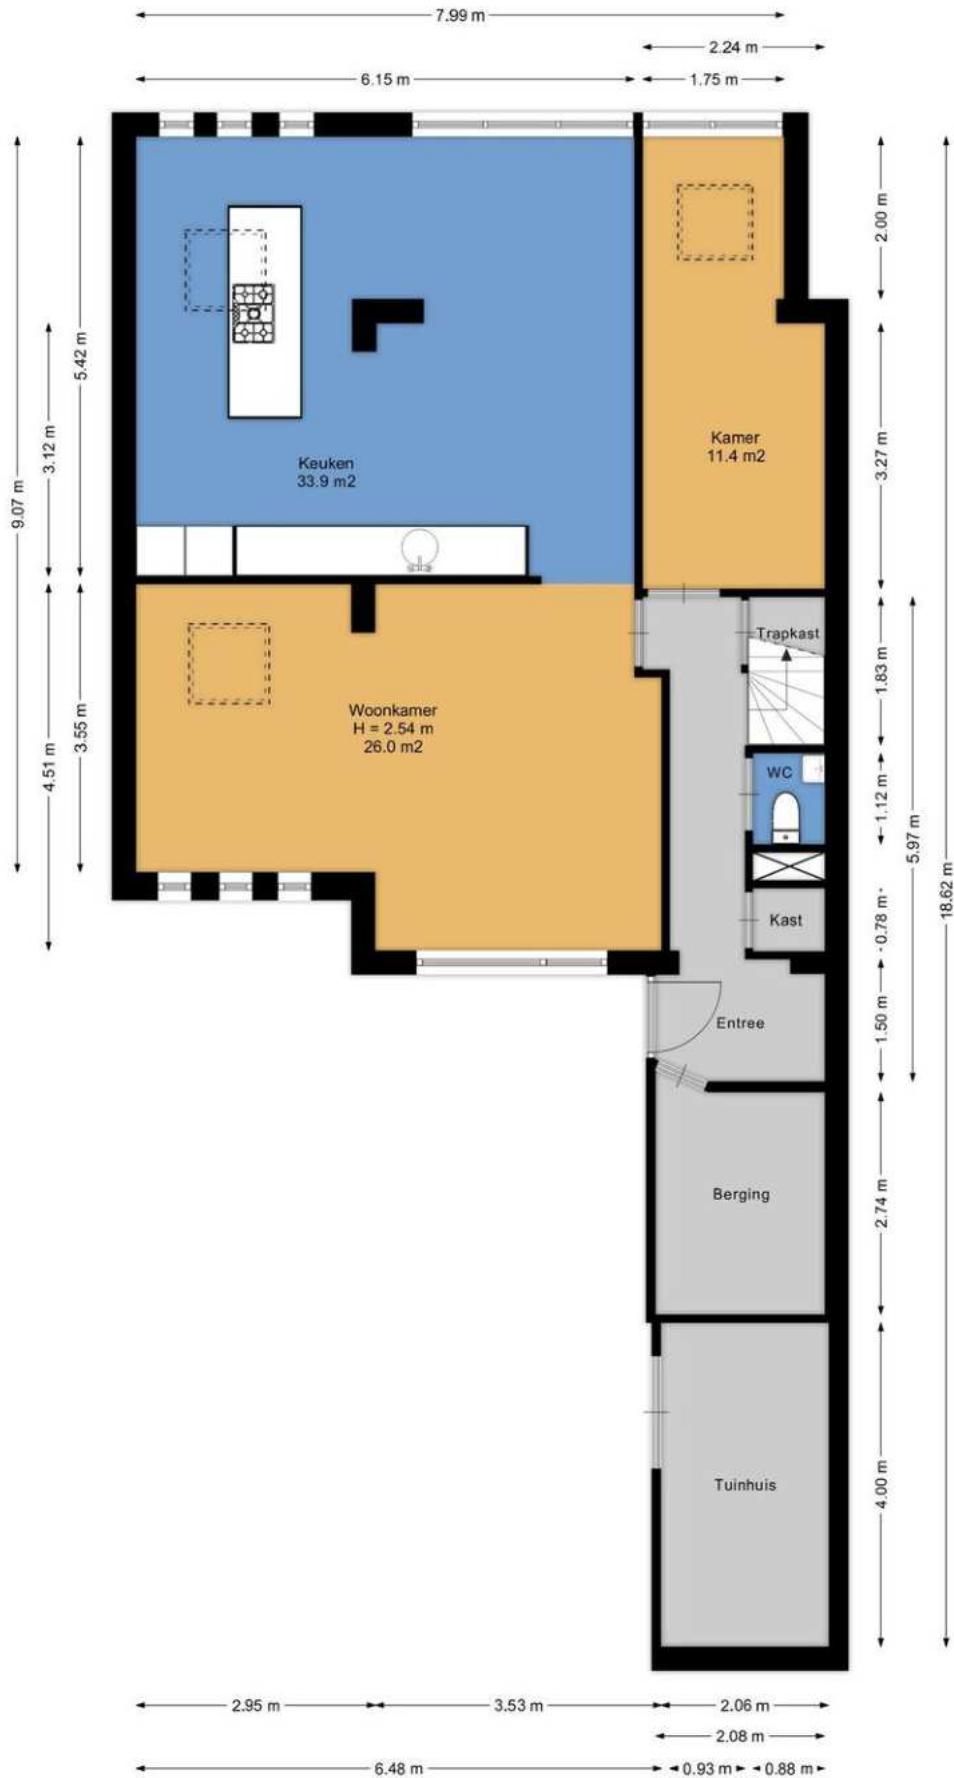 7.99 m
2.24 m
6.15 m
1.75 m
2.00 m
5.42 m
3.12 m
9.07 m
3.27 m
18.62 m
Kamer
11.4 m2
Keuken
33.9 m2
Trapkast
1.83 m
Woonkamer
H = 2.54 m
26.0 m2
3.55 m
4.51 m
WC
1.12 m
5.97 m
Kast
0.78 m
Entree
1.50 m
Berging
2.74 m
Tuinhuis
4.00 m
2.95 m
3.53 m
2.06 m
2.08 m
6.48 m
0.93 m
0.88 m